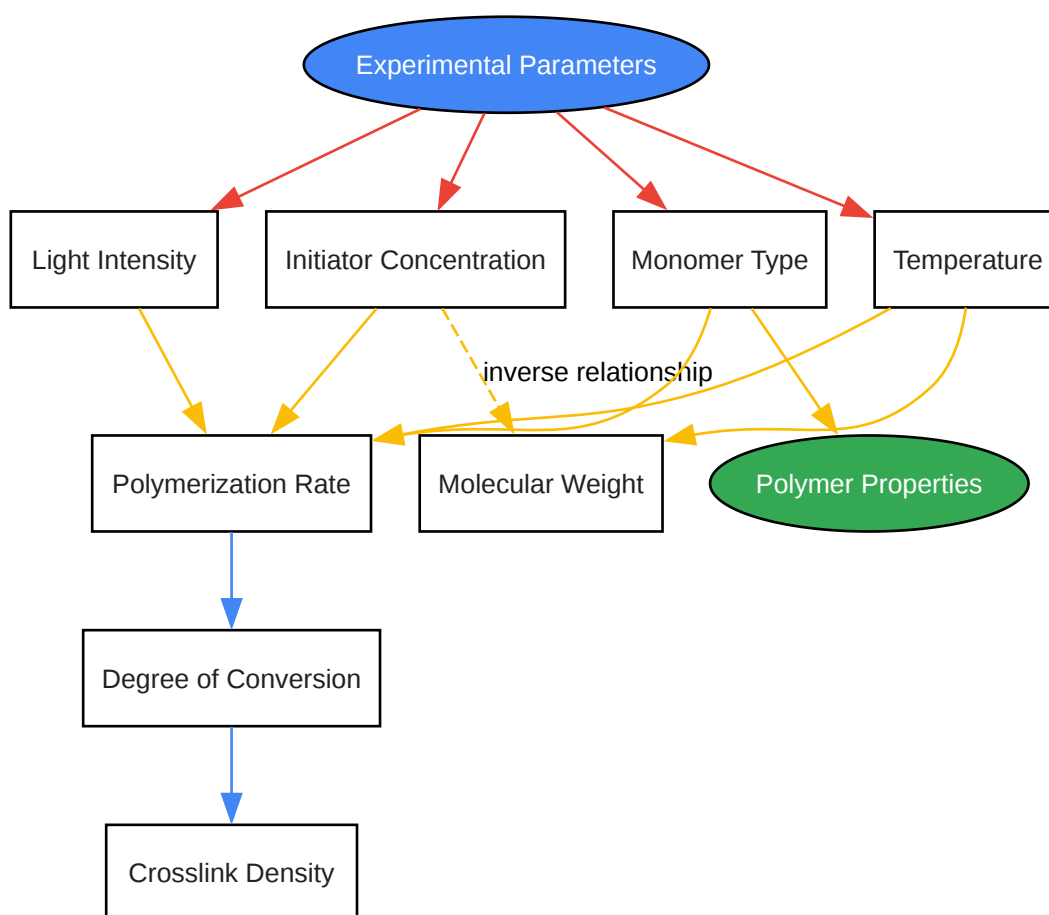 Experimental Parameters
Light Intensity
Initiator Concentration
Monomer Type
Temperature
inverse relationship
Polymerization Rate
Molecular Weight
Polymer Properties
Degree of Conversion
Crosslink Density